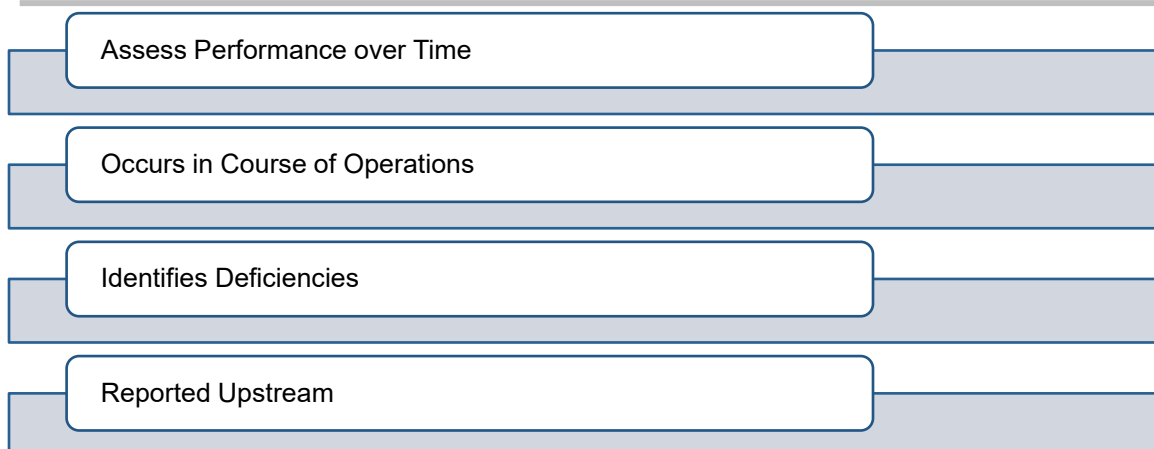 Assess Performance over Time
Occurs in Course of Operations
Identifies Deficiencies
Reported Upstream